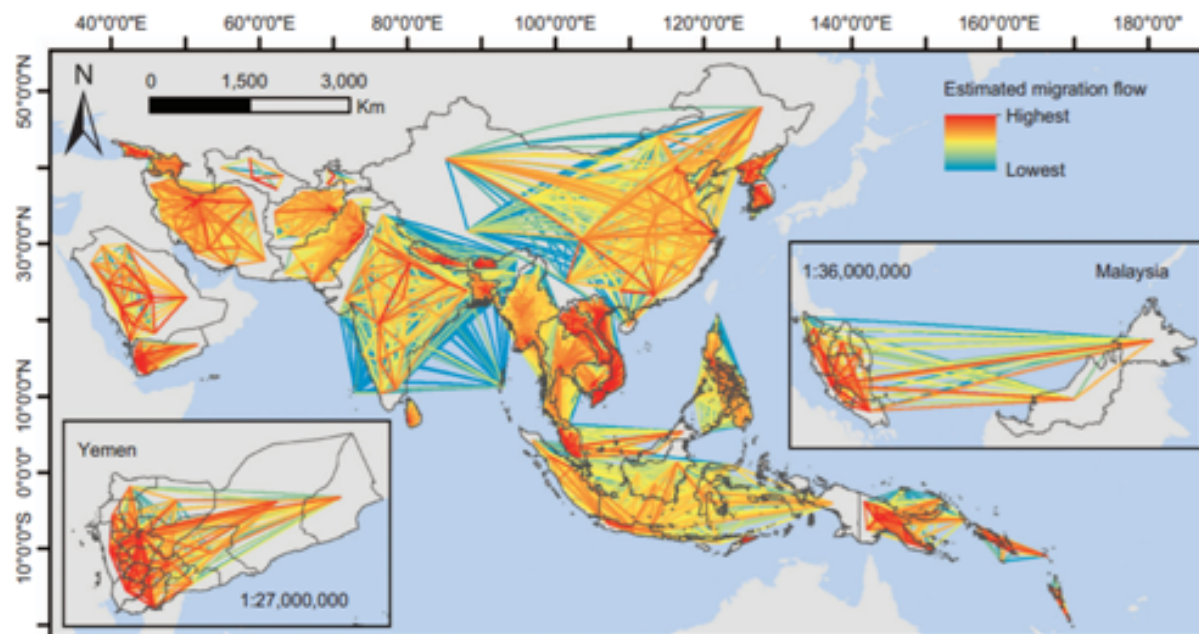 40°0'0"E 60°0'0"E 80°0'0"E 100°0'0"E 120°0'0"E 140°0'0"E 160°0'0"E 180°0'0"E
N
0 1,500 3,000
Km
Estimated migration flow
Highest
Lowest
50°0'0"N
30°0'0"N
10°0'0"N
0°0'0"
10°0'0"S
1:36,000,000
Malaysia
Yemen
1:27,000,000